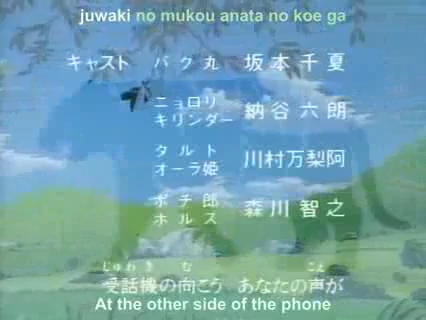 juwaki no mukou anata no koe ga
キャスト バク丸 坂本千夏
ニョロリ
キリンダー 納谷六朗
タルト
オーラ姫 川村万梨阿
ポチ郎
ホルス 森川智之
じゅわき む こえ
受話機の向こう あなたの声が
At the other side of the phone